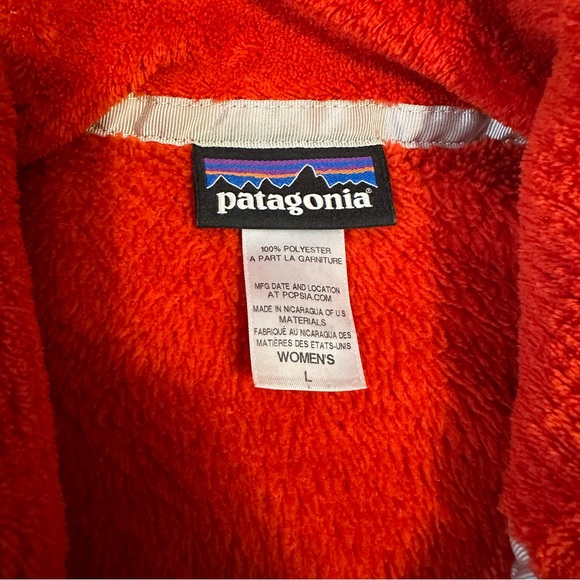 patagonia®
100% POLYESTER
A PART LA GARNITURE
MFG DATE AND LOCATION
AT PCPSIA.COM
MADE IN NICARAGUA OF U.S.
MATERIALS
FABRIQUÉ AU NICARAGUA DES
MATIÈRES DES ÉTATS-UNIS
WOMEN'S
L